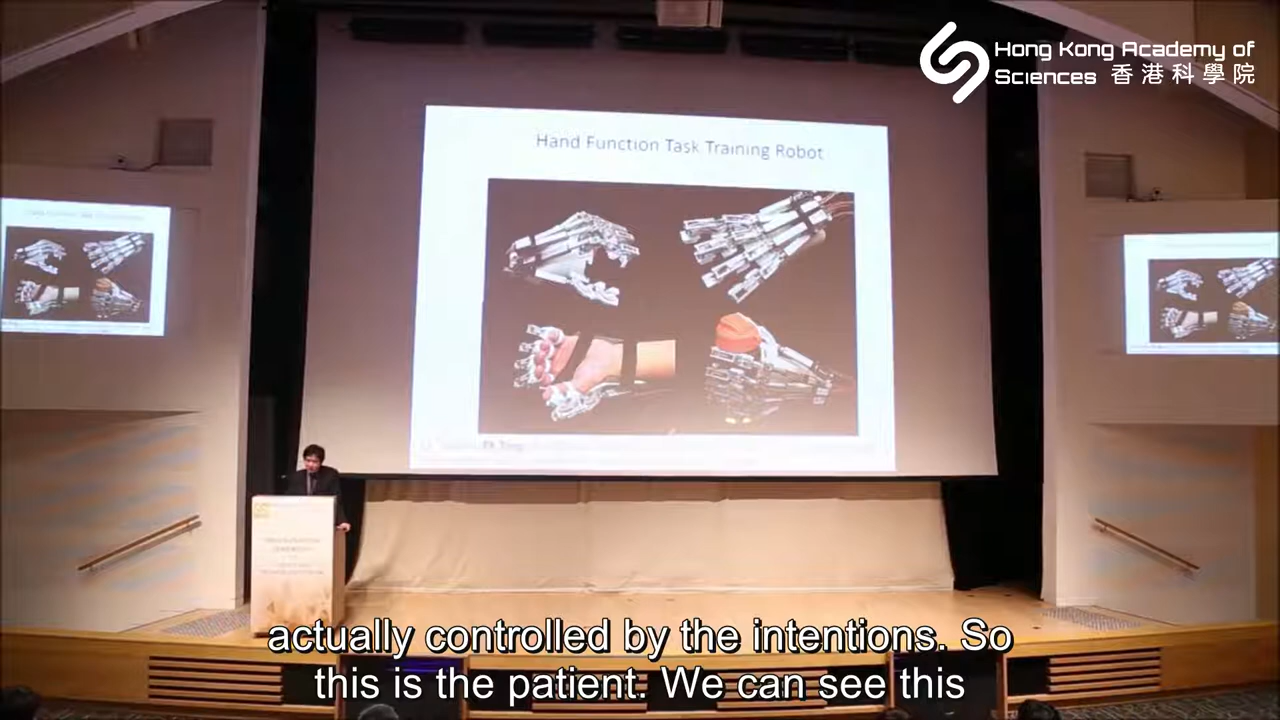 Hong Kong Academy of
Sciences 香港科學院
Hand Function Task Training Robot
actually controlled by the intentions. So
this is the patient. We can see this